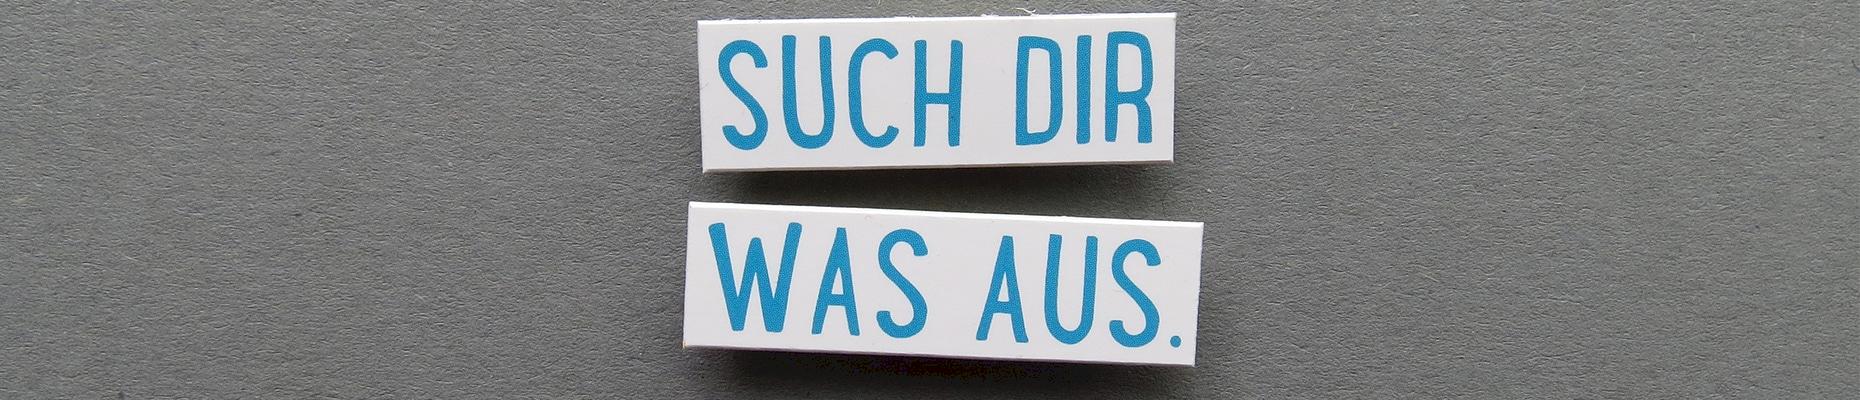 SUCH DIR
WAS AUS.